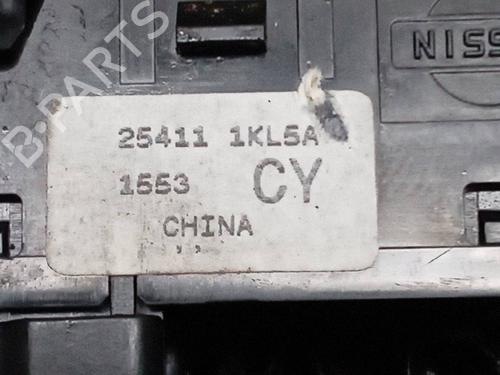 B-PARTS
NISS
25411 1KL5A
1553 CY
CHINA